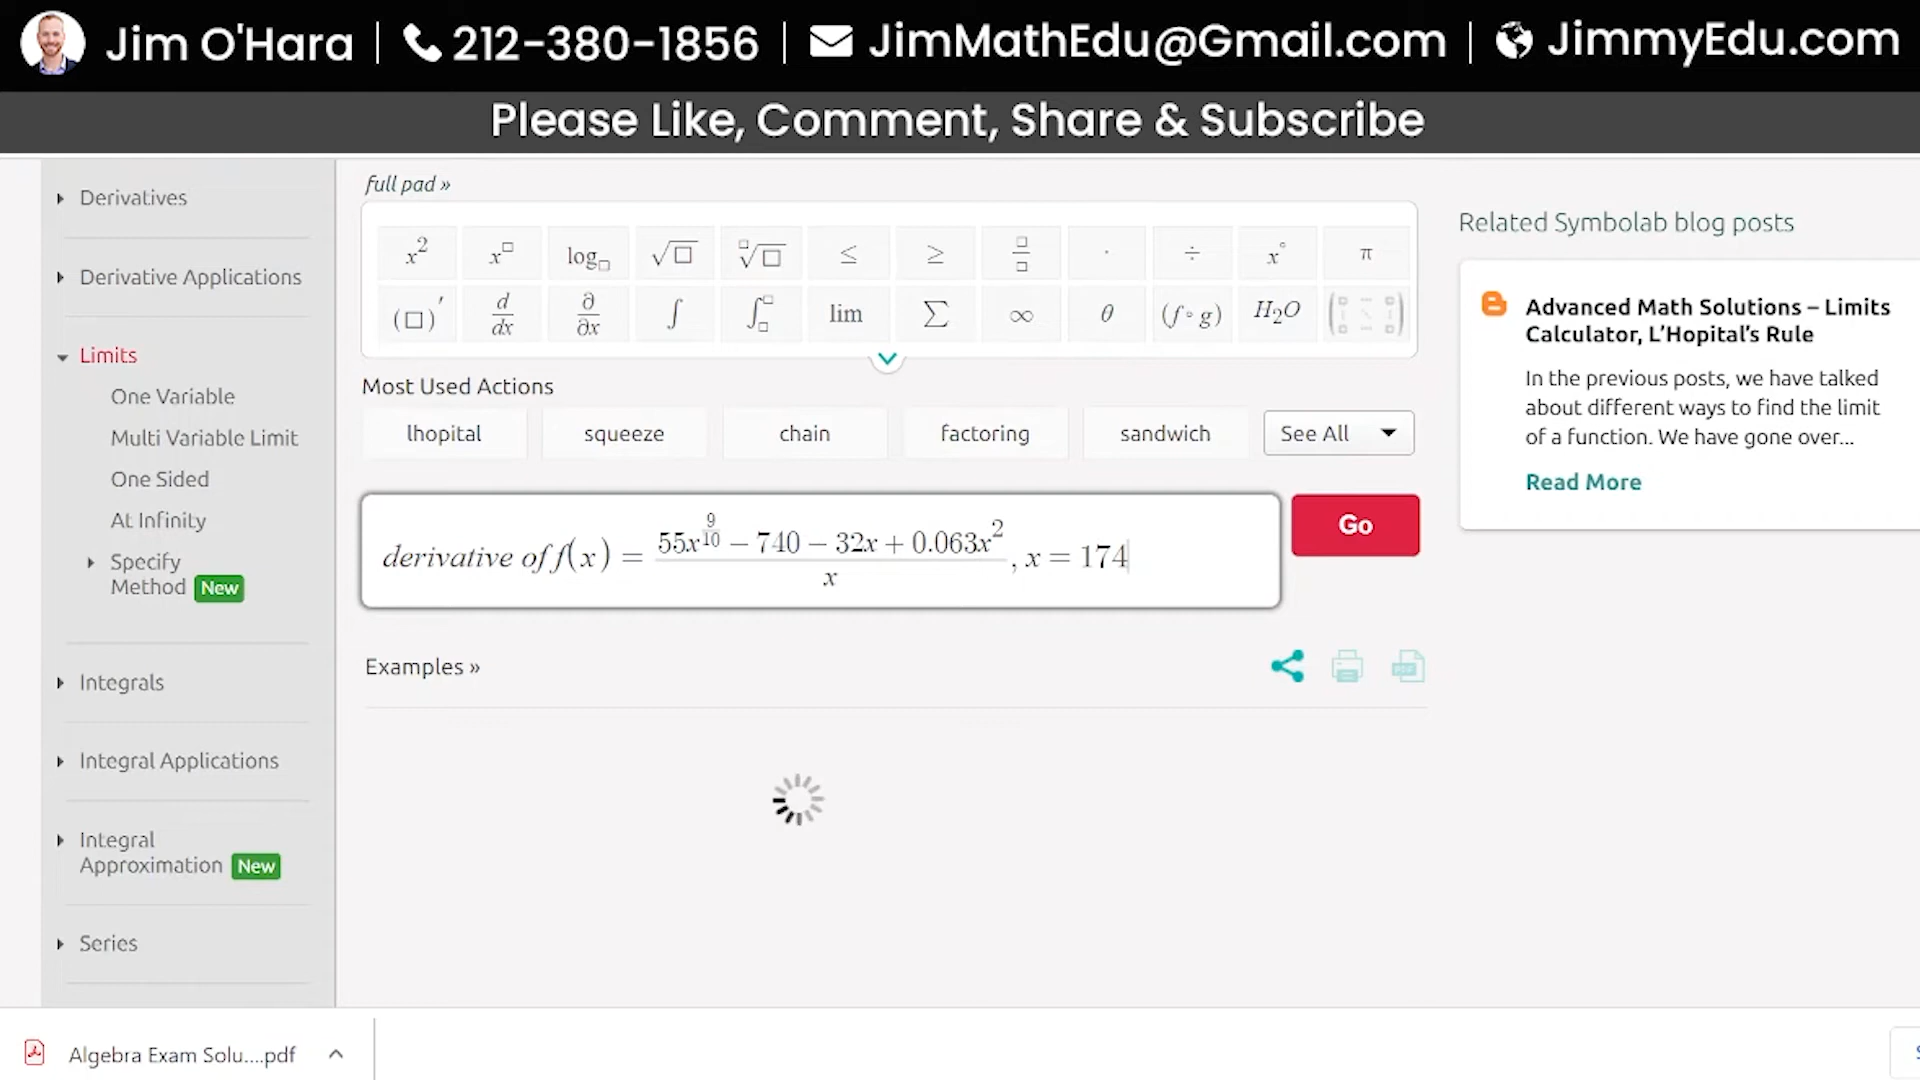 Jim O'Hara | 212-380-1856 | JimMathEdu@Gmail.com | JimmyEdu.com
Please Like, Comment, Share & Subscribe
Derivatives
Derivative Applications
Limits
One Variable
Multi Variable Limit
One Sided
At Infinity
Specify
Method New
Integrals
Integral Applications
Integral
Approximation New
Series
full pad »
x² x^□ log_□ √□ □√□ ≤ ≥ □/□ · ÷ x° π
(□)′ d/dx ∂/∂x ∫ ∫_□^□ lim ∑ ∞ θ (f∘g) H₂O
Most Used Actions
lhopital squeeze chain factoring sandwich See All
derivative of f(x) = (55x^(9/10) − 740 − 32x + 0.063x²)/x , x = 174
Go
Examples »
PDF
Related Symbolab blog posts
Advanced Math Solutions – Limits
Calculator, L’Hopital’s Rule
In the previous posts, we have talked
about different ways to find the limit
of a function. We have gone over...
Read More
Algebra Exam Solu....pdf